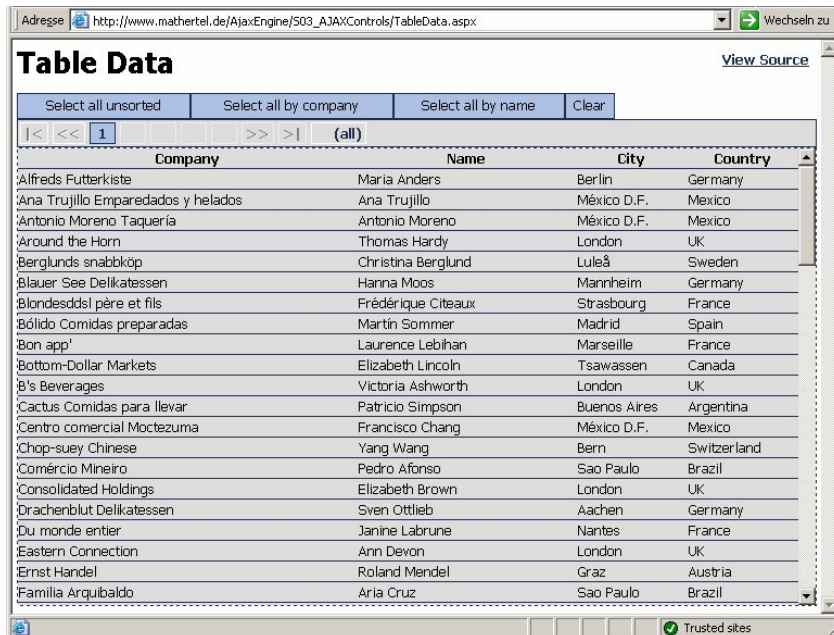 Adresse http://www.mathertel.de/AjaxEngine/S03_AJAXControls/TableData.aspx Wechseln zu
Table Data View Source
Select all unsorted Select all by company Select all by name Clear
|< << 1 >> >| (all)
Company Name City Country
Alfreds Futterkiste Maria Anders Berlin Germany
Ana Trujillo Emparedados y helados Ana Trujillo México D.F. Mexico
Antonio Moreno Taquería Antonio Moreno México D.F. Mexico
Around the Horn Thomas Hardy London UK
Berglunds snabbköp Christina Berglund Luleå Sweden
Blauer See Delikatessen Hanna Moos Mannheim Germany
Blondesddsl père et fils Frédérique Citeaux Strasbourg France
Bólido Comidas preparadas Martín Sommer Madrid Spain
Bon app' Laurence Lebihan Marseille France
Bottom-Dollar Markets Elizabeth Lincoln Tsawassen Canada
B's Beverages Victoria Ashworth London UK
Cactus Comidas para llevar Patricio Simpson Buenos Aires Argentina
Centro comercial Moctezuma Francisco Chang México D.F. Mexico
Chop-suey Chinese Yang Wang Bern Switzerland
Comércio Mineiro Pedro Afonso Sao Paulo Brazil
Consolidated Holdings Elizabeth Brown London UK
Drachenblut Delikatessen Sven Ottlieb Aachen Germany
Du monde entier Janine Labrune Nantes France
Eastern Connection Ann Devon London UK
Ernst Handel Roland Mendel Graz Austria
Familia Arquibaldo Aria Cruz Sao Paulo Brazil
Trusted sites